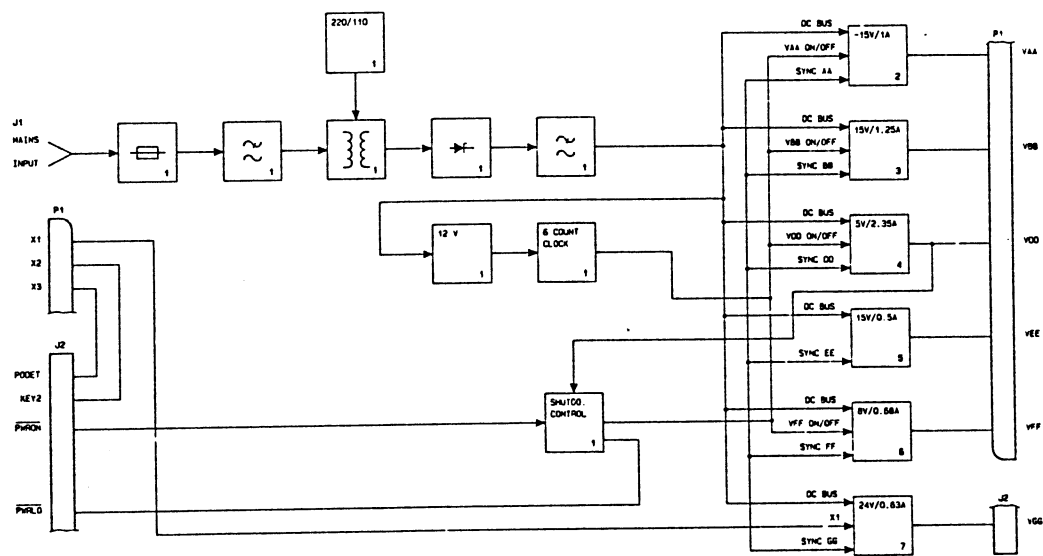 220/110
1
J1
MAINS
INPUT
1
1
1
1
1
DC BUS
VAA ON/OFF
SYNC AA
-15V/1A
2
P1
VAA
DC BUS
VBB ON/OFF
SYNC BB
15V/1.25A
3
VBB
P1
X1
X2
X3
12 V
1
6 COUNT
CLOCK
1
DC BUS
VDD ON/OFF
SYNC DD
5V/2.35A
4
VDD
DC BUS
SYNC EE
15V/0.5A
5
VEE
J2
PODET
KEY2
PWRON
PWRLO
SHUTDO.
CONTROL
1
DC BUS
VFF ON/OFF
SYNC FF
8V/0.68A
6
VFF
DC BUS
X1
SYNC GG
24V/0.63A
7
J2
VGG